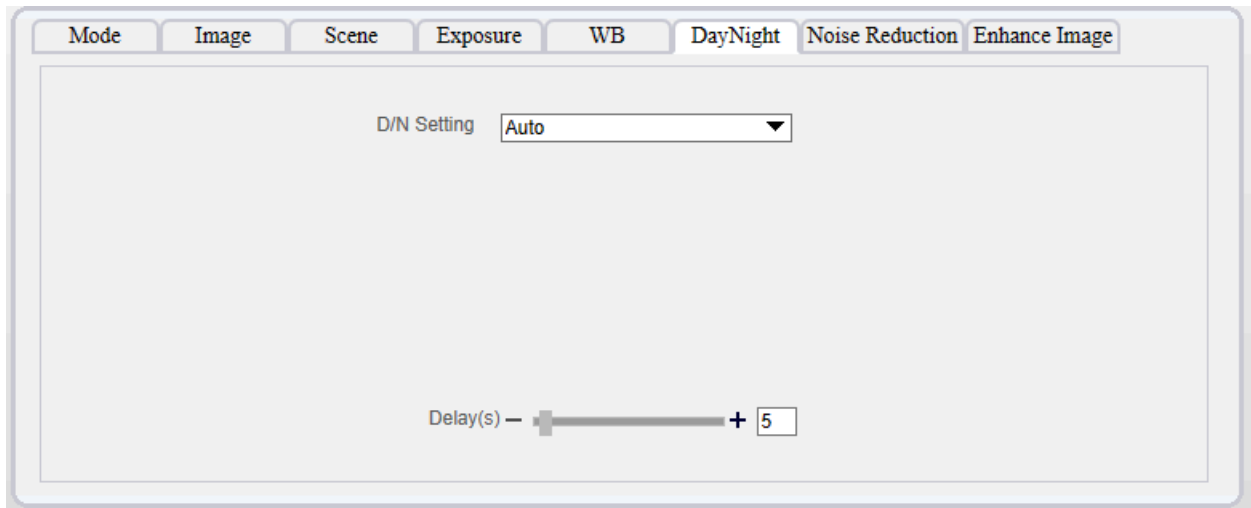 Mode Image Scene Exposure WB DayNight Noise Reduction Enhance Image
D/N Setting Auto
Delay(s) − + 5